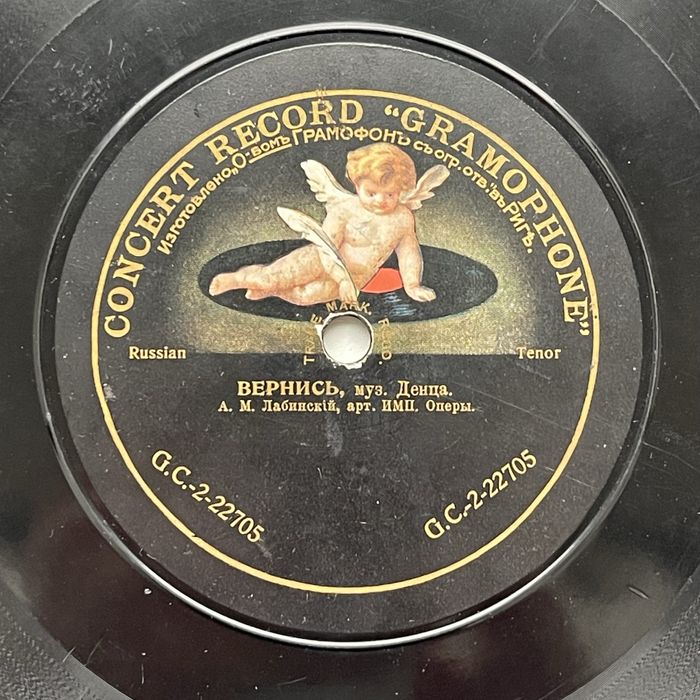 CONCERT RECORD "GRAMOPHONE"
Изготовлено „О-вомъ ГРАМОФОНЪ съ огр. отв." въ Ригѣ.
TRADE MARK. REGD.
Russian
Tenor
ВЕРНИСЬ, муз. Денца.
А. М. Лабинскій, арт. ИМП. Оперы.
G.C.-2-22705
G.C.-2-22705